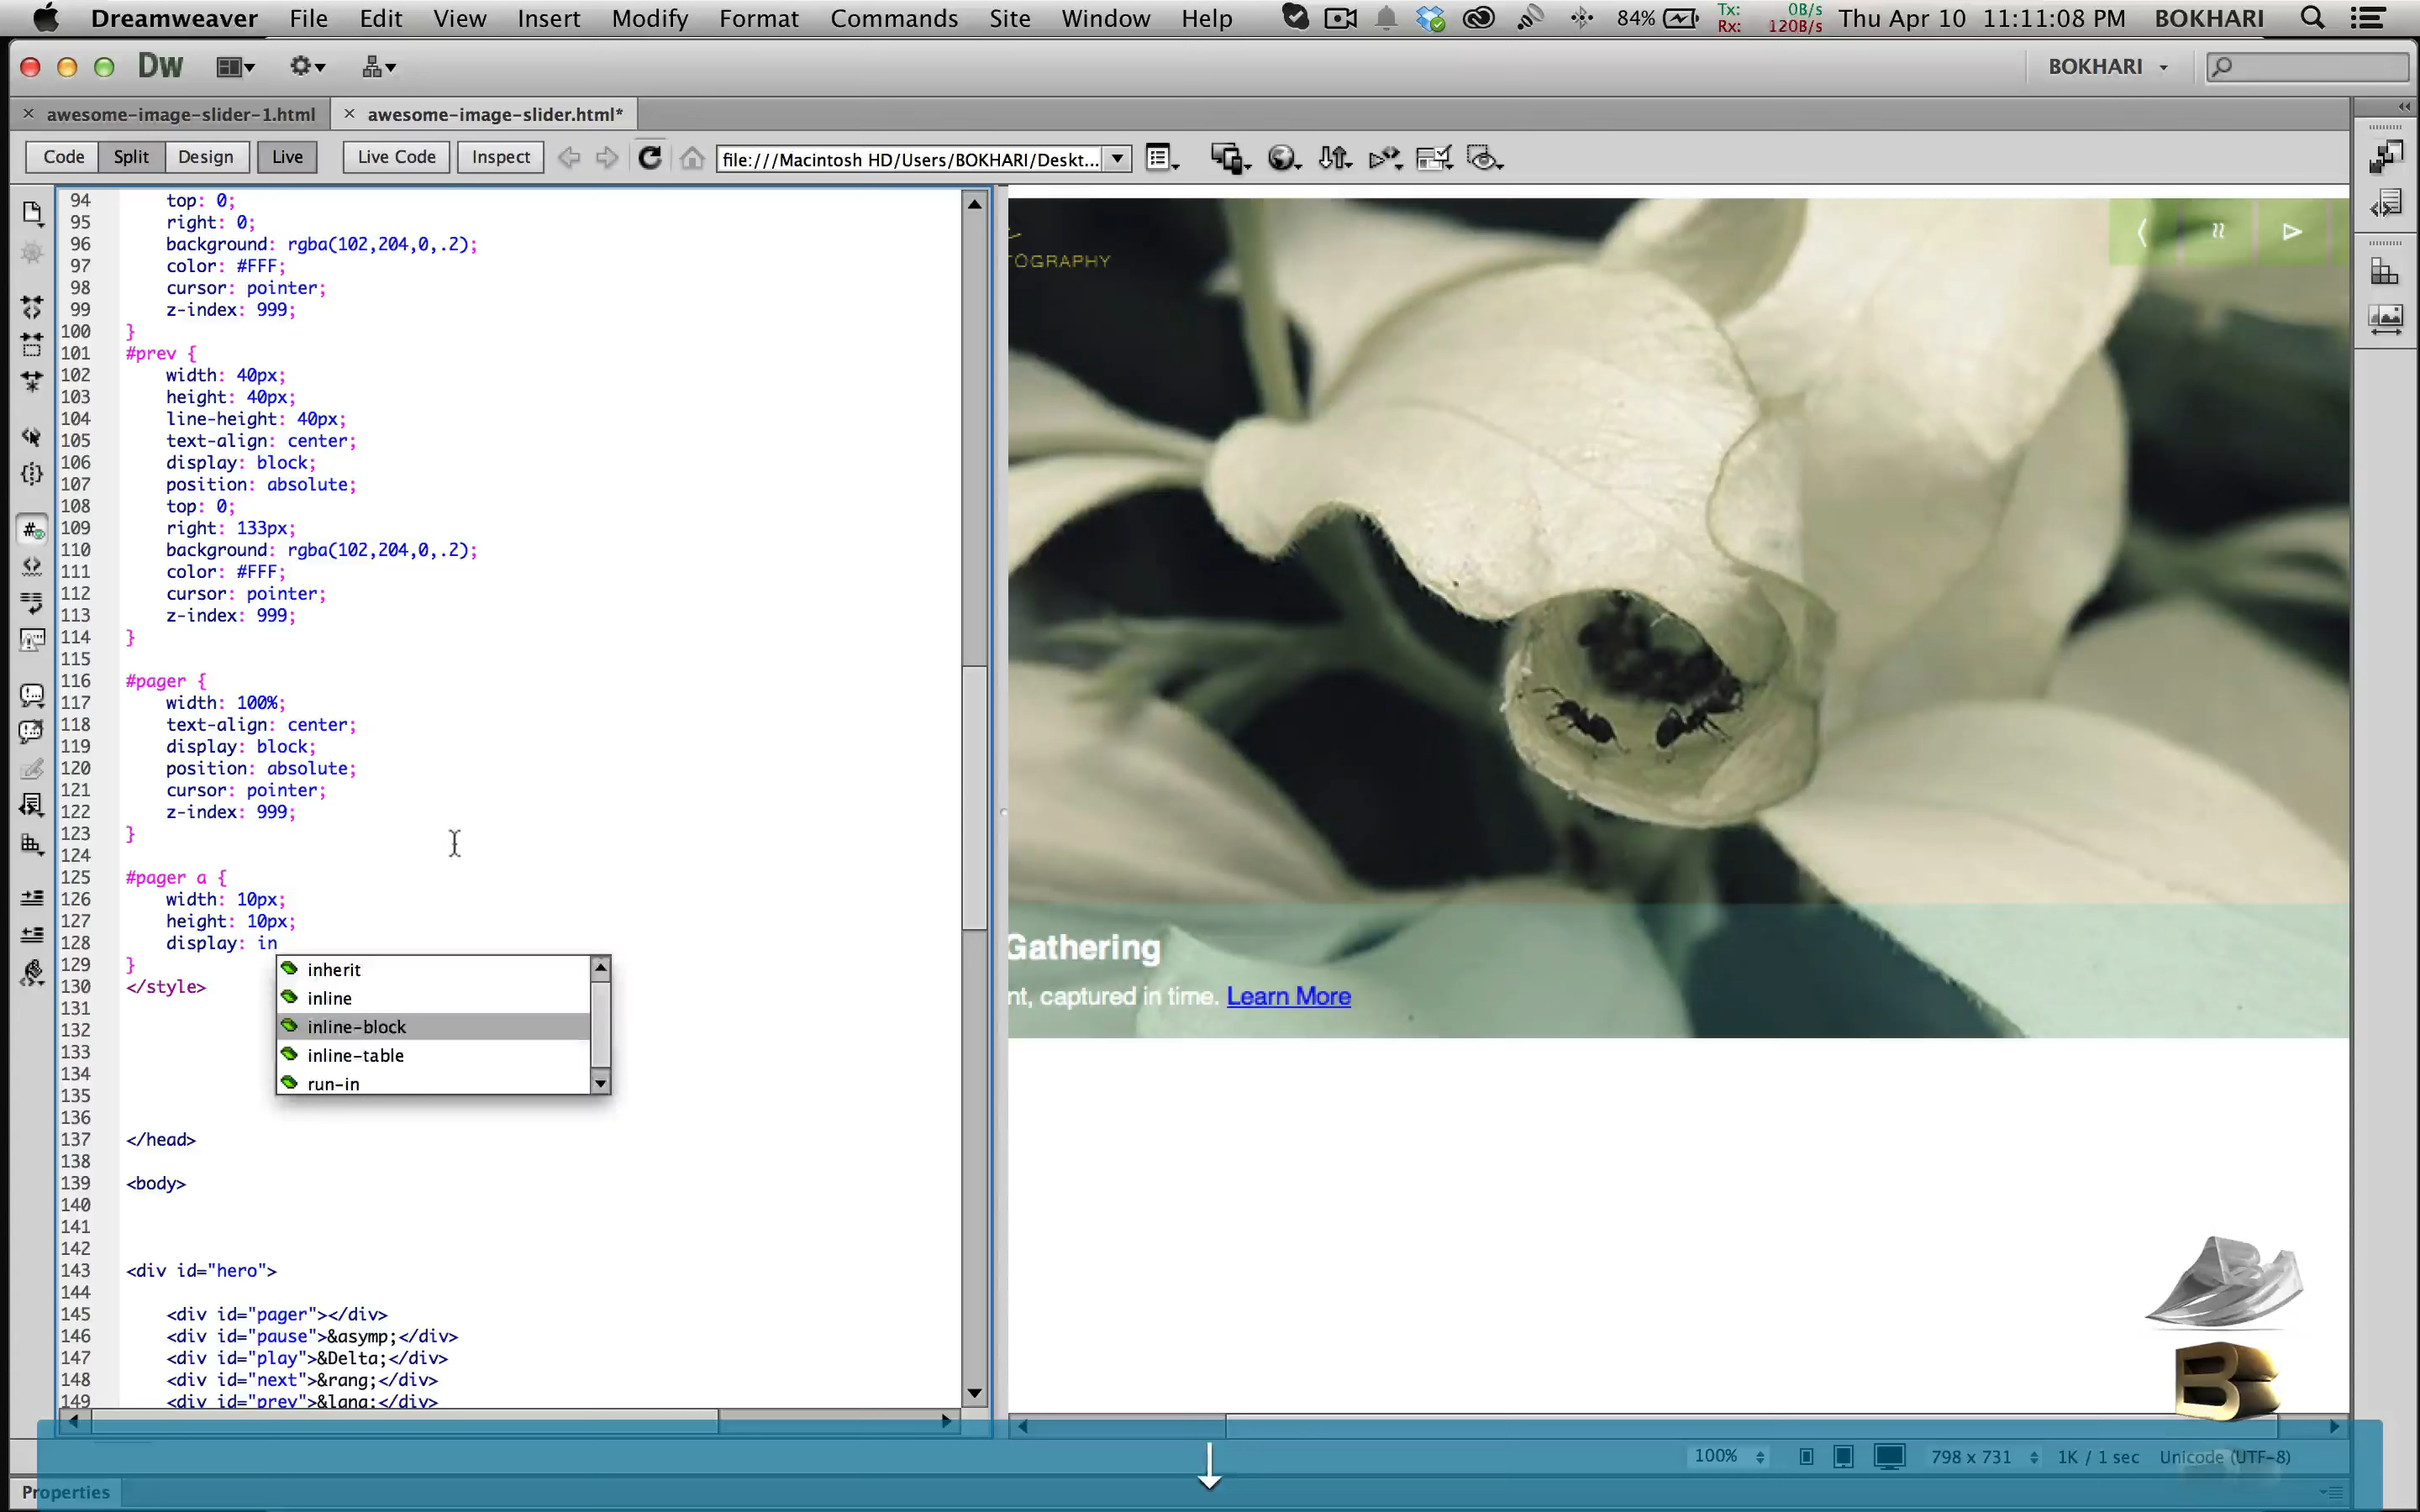 Dreamweaver File Edit View Insert Modify Format Commands Site Window Help 84% Tx: 0B/s Rx: 120B/s Thu Apr 10 11:11:08 PM BOKHARI
Dw BOKHARI
awesome-image-slider-1.html awesome-image-slider.html*
Code Split Design Live Live Code Inspect file:///Macintosh HD/Users/BOKHARI/Deskt...
94 top: 0;
95 right: 0;
96 background: rgba(102,204,0,.2);
97 color: #FFF;
98 cursor: pointer;
99 z-index: 999;
100 }
101 #prev {
102 width: 40px;
103 height: 40px;
104 line-height: 40px;
105 text-align: center;
106 display: block;
107 position: absolute;
108 top: 0;
109 right: 133px;
110 background: rgba(102,204,0,.2);
111 color: #FFF;
112 cursor: pointer;
113 z-index: 999;
114 }
115
116 #pager {
117 width: 100%;
118 text-align: center;
119 display: block;
120 position: absolute;
121 cursor: pointer;
122 z-index: 999;
123 }
124
125 #pager a {
126 width: 10px;
127 height: 10px;
128 display: in
129 }
130 </style>
131
132
133
134
135
136
137 </head>
138
139 <body>
140
141
142
143 <div id="hero">
144
145 <div id="pager"></div>
146 <div id="pause">&asymp;</div>
147 <div id="play">&Delta;</div>
148 <div id="next">&rang;</div>
149 <div id="prev">&lang;</div>
inherit
inline
inline-block
inline-table
run-in
TOGRAPHY
Gathering
nt, captured in time. Learn More
B
100% 798 x 731 1K / 1 sec Unicode (UTF-8)
Properties